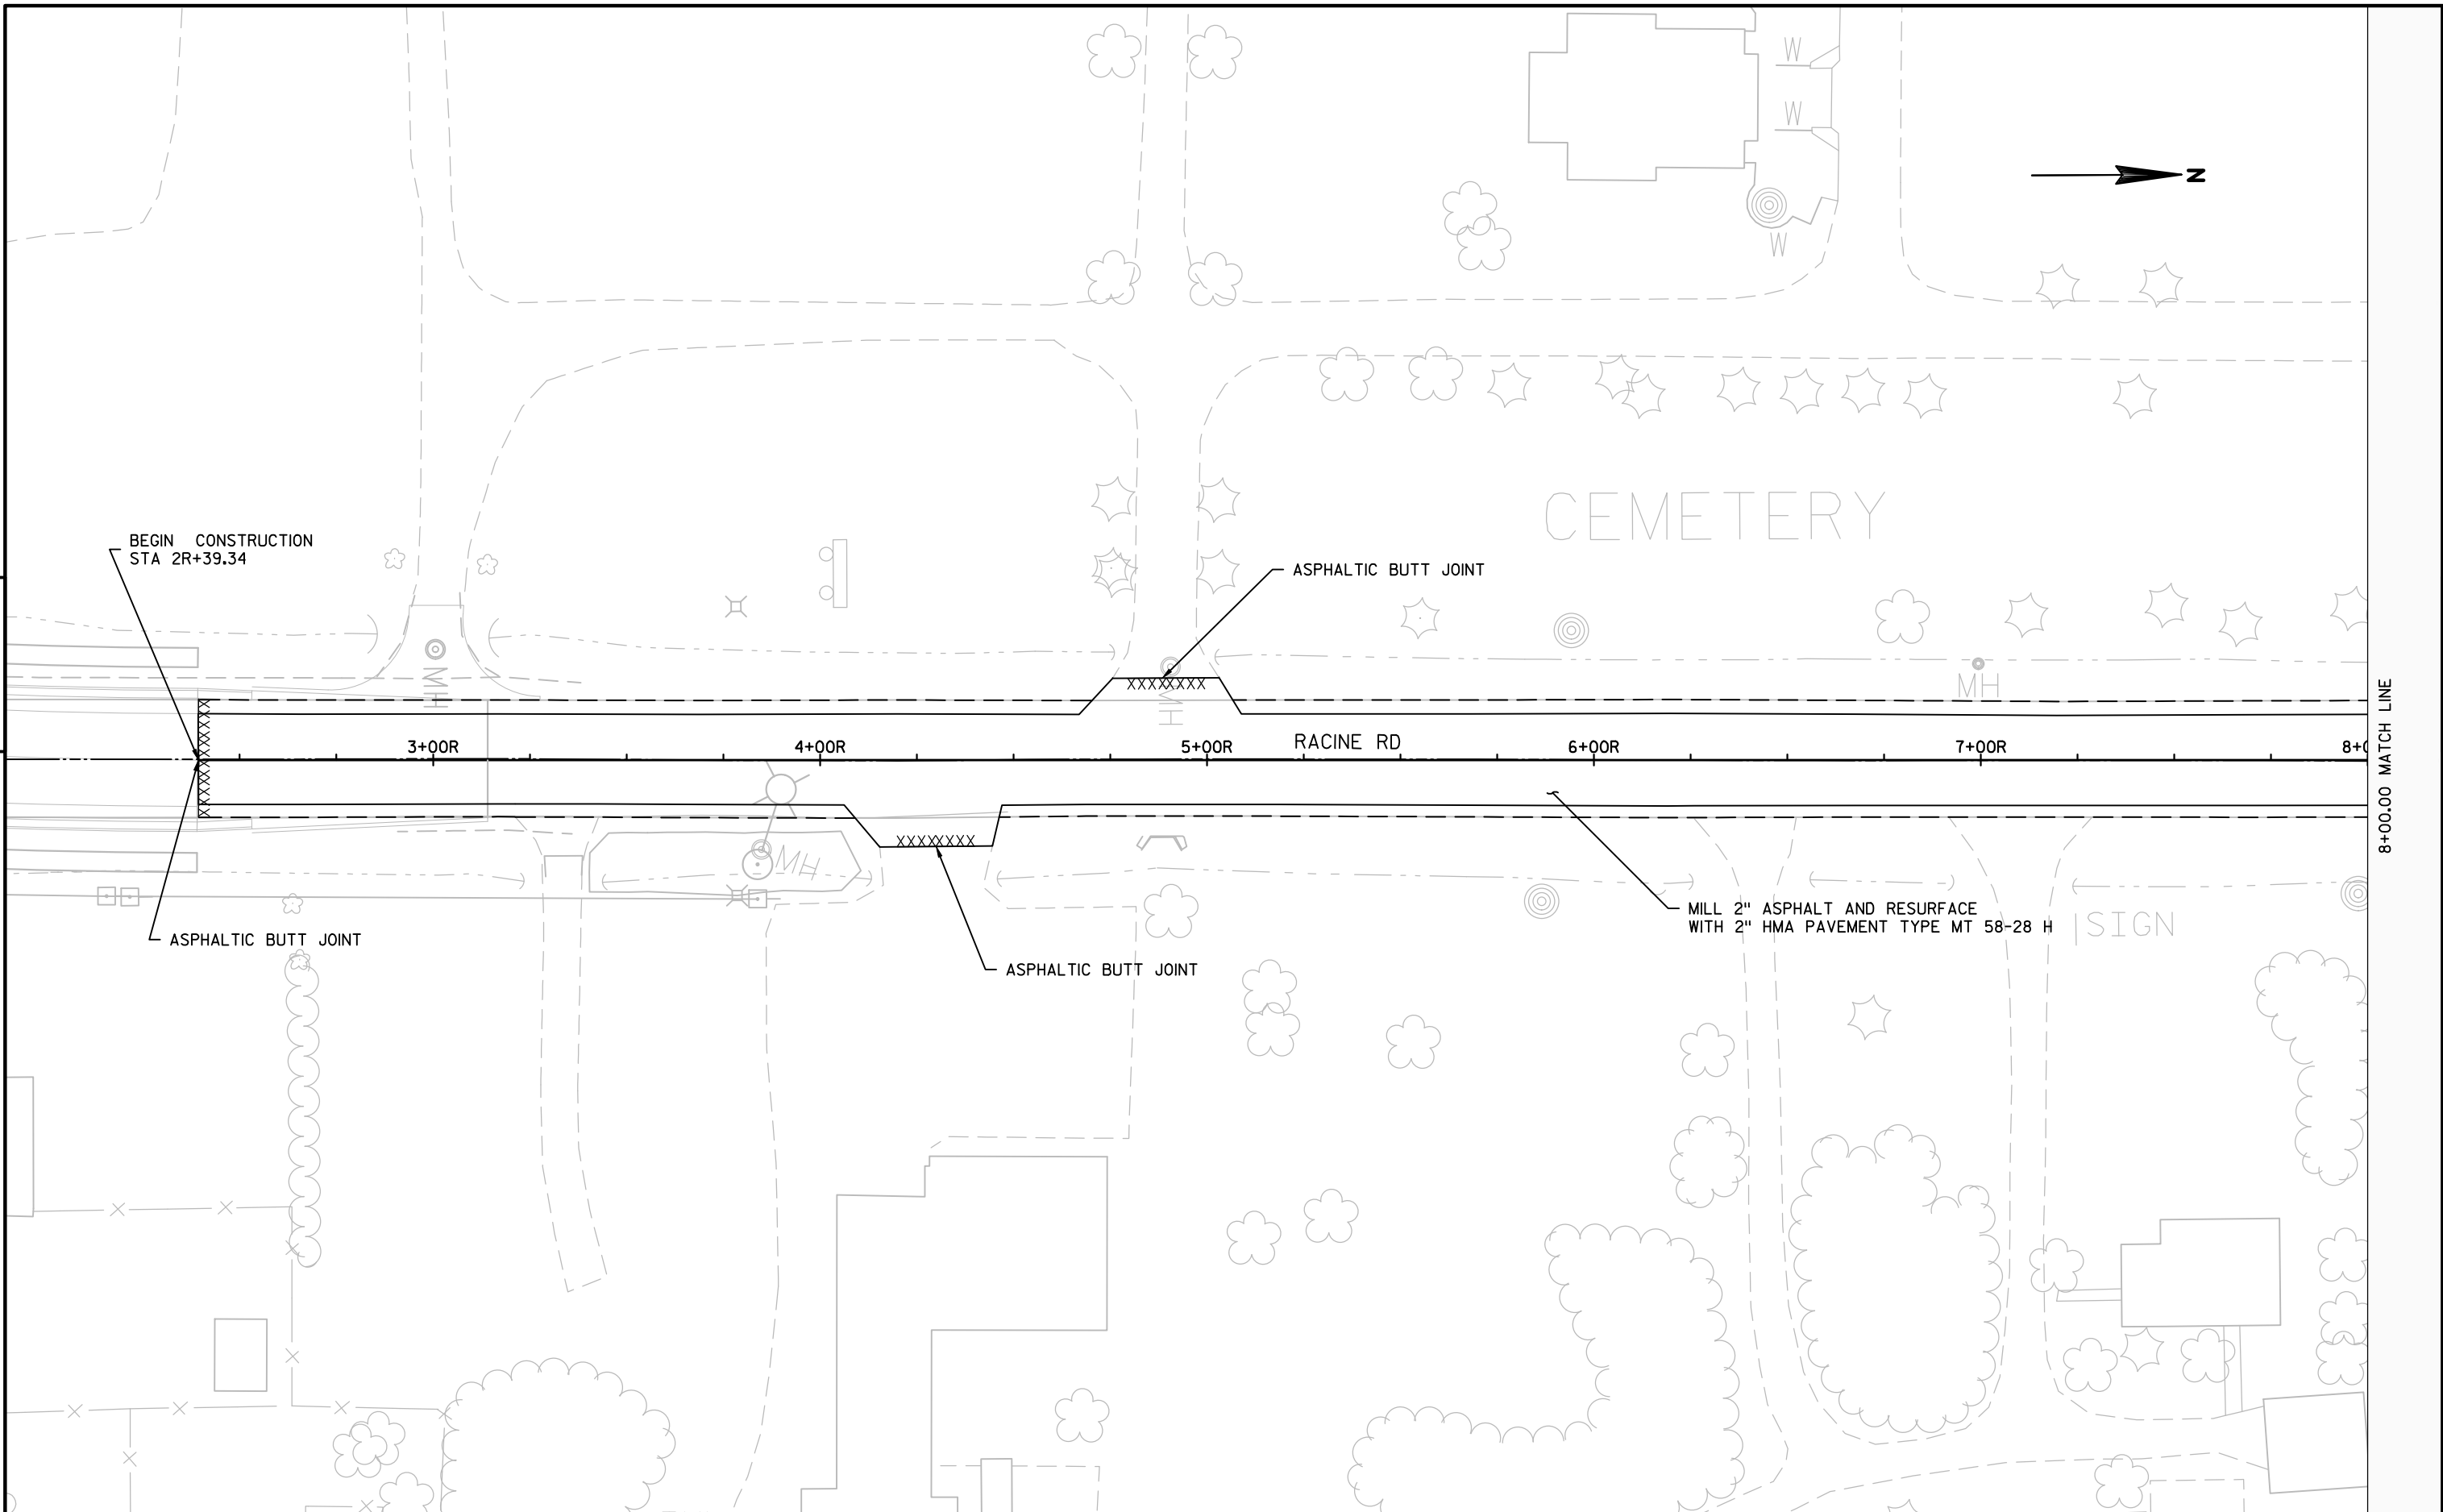 W
W
W
N
CEMETERY
BEGIN CONSTRUCTION
STA 2R+39.34
ASPHALTIC BUTT JOINT
MH
MH
MH
8+00.00 MATCH LINE
3+00R
4+00R
5+00R
RACINE RD
6+00R
7+00R
8+0
MH
MILL 2" ASPHALT AND RESURFACE
WITH 2" HMA PAVEMENT TYPE MT 58-28 H
SIGN
ASPHALTIC BUTT JOINT
ASPHALTIC BUTT JOINT